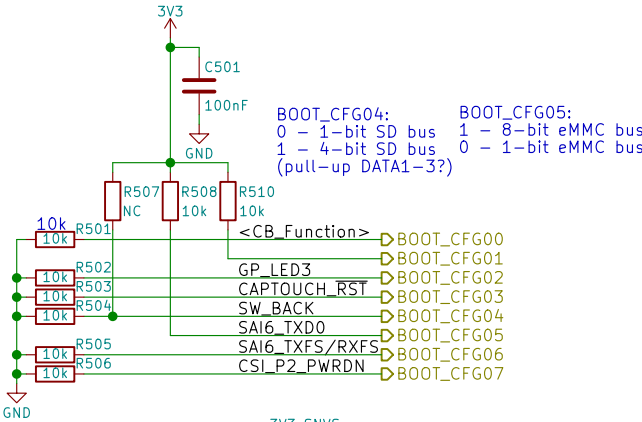 3V3
C501
100nF
GND
BOOT_CFG04:
0 – 1-bit SD bus
1 – 4-bit SD bus
(pull-up DATA1-3?)
BOOT_CFG05:
1 – 8-bit eMMC bus
0 – 1-bit eMMC bus
R507
NC
R508
10k
R510
10k
10k
R501
10k
<CB_Function>
BOOT_CFG00
BOOT_CFG01
R502
10k
GP_LED3
BOOT_CFG02
R503
10k
CAPTOUCH_RST
BOOT_CFG03
R504
10k
SW_BACK
BOOT_CFG04
SAI6_TXD0
BOOT_CFG05
R505
10k
SAI6_TXFS/RXFS
BOOT_CFG06
R506
10k
CSI_P2_PWRDN
BOOT_CFG07
GND